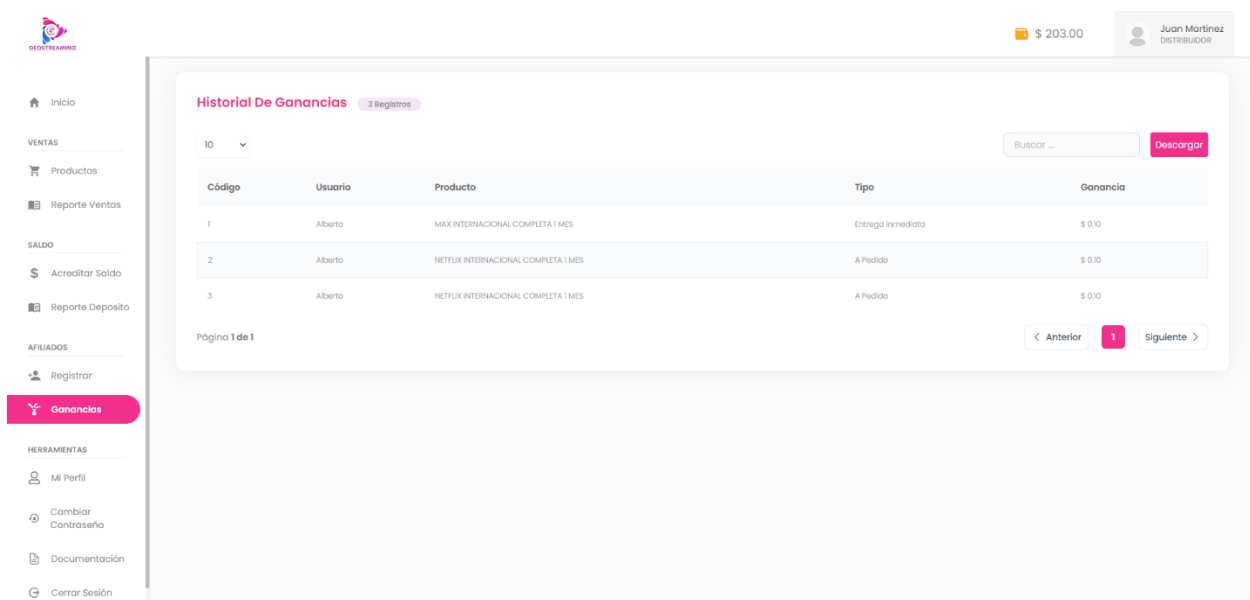 GEOSTREAMING
$ 203.00
Juan Martinez
DISTRIBUIDOR
Inicio
VENTAS
Productos
Reporte Ventas
SALDO
Acreditar Saldo
Reporte Deposito
AFILIADOS
Registrar
Ganancias
HERRAMIENTAS
Mi Perfil
Cambiar
Contraseña
Documentación
Cerrar Sesión
Historial De Ganancias 3 Registros
10
Buscar ... Descargar
Código Usuario Producto Tipo Ganancia
1 Alberto MAX INTERNACIONAL COMPLETA 1 MES Entrega Inmediata $ 0.10
2 Alberto NETFLIX INTERNACIONAL COMPLETA 1 MES A Pedido $ 0.10
3 Alberto NETFLIX INTERNACIONAL COMPLETA 1 MES A Pedido $ 0.10
Página 1 de 1
< Anterior 1 Siguiente >